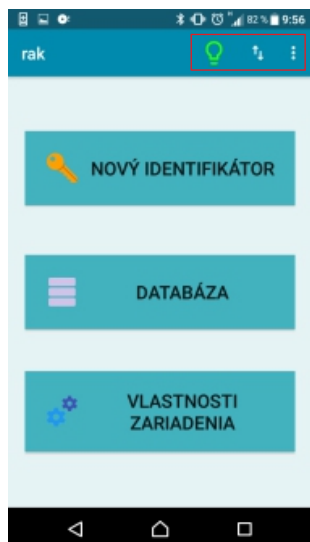 82 % 9:56
rak
NOVÝ IDENTIFIKÁTOR
DATABÁZA
VLASTNOSTI
ZARIADENIA